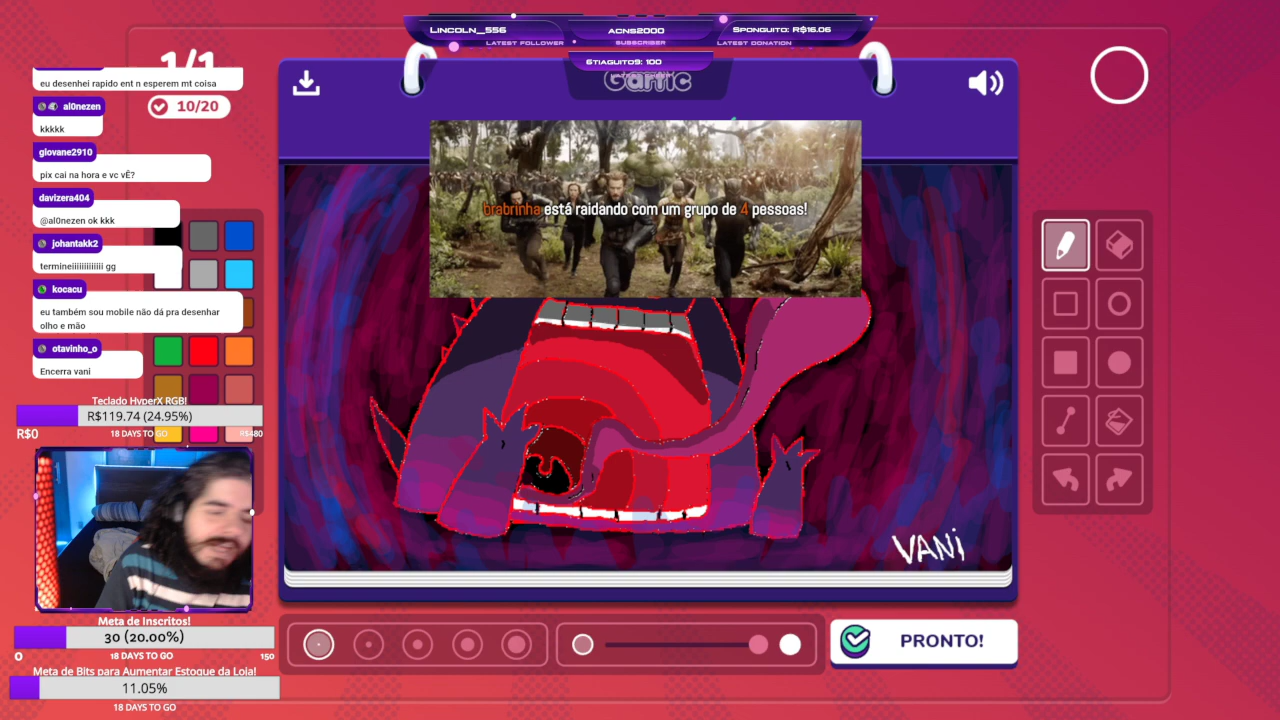 LINCOLN_556
LATEST FOLLOWER
ACNS2000
SUBSCRIBER
SPONGUITO: R$16.06
LATEST DONATION
6TIAGUITO9: 100
Gartic
1/1
10/20
eu desenhei rapido ent n esperem mt coisa
al0nezen
kkkkk
giovane2910
pix cai na hora e vc vÊ?
davizera404
@al0nezen ok kkk
johantakk2
termineiiiiiiiiiiiii gg
kocacu
eu também sou mobile não dá pra desenhar
olho e mão
otavinho_o
Encerra vani
brabrinha está raidando com um grupo de 4 pessoas!
Teclado HyperX RGB!
R$119.74 (24.95%)
R$0
18 DAYS TO GO
R$480
VANI
Meta de Inscritos!
30 (20.00%)
0
18 DAYS TO GO
150
Meta de Bits para Aumentar Estoque da Loja!
11.05%
18 DAYS TO GO
PRONTO!